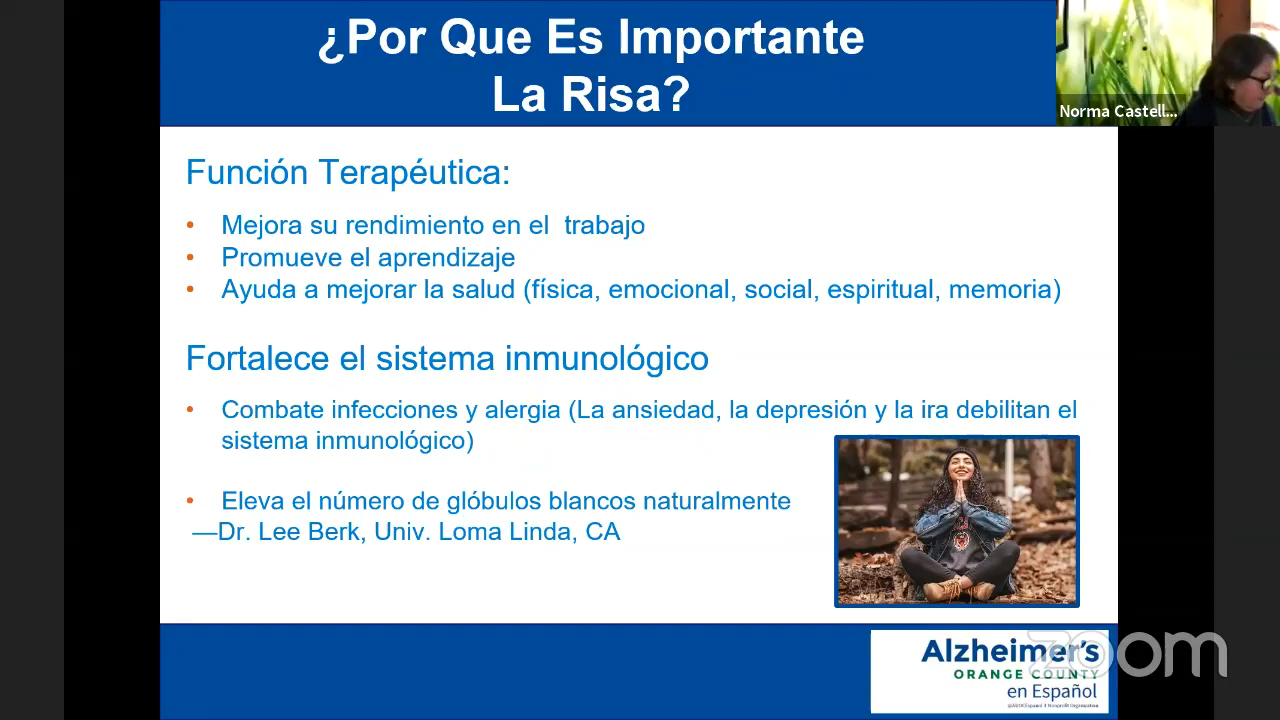 ¿Por Que Es Importante
La Risa?
Norma Castell...
Función Terapéutica:
• Mejora su rendimiento en el trabajo
• Promueve el aprendizaje
• Ayuda a mejorar la salud (física, emocional, social, espiritual, memoria)
Fortalece el sistema inmunológico
• Combate infecciones y alergia (La ansiedad, la depresión y la ira debilitan el
sistema inmunológico)
• Eleva el número de glóbulos blancos naturalmente
—Dr. Lee Berk, Univ. Loma Linda, CA
Alzheimer's
ORANGE COUNTY
en Español
zoom